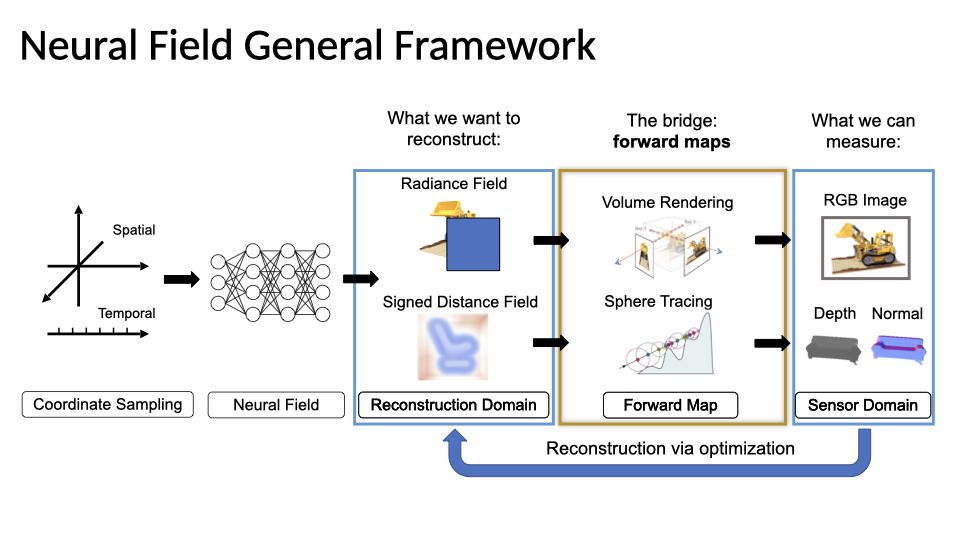 Neural Field General Framework
What we want to
reconstruct:
The bridge:
forward maps
What we can
measure:
Spatial
Temporal
Coordinate Sampling
Neural Field
Radiance Field
Signed Distance Field
Reconstruction Domain
Volume Rendering
Sphere Tracing
Forward Map
RGB Image
Depth
Normal
Sensor Domain
Reconstruction via optimization